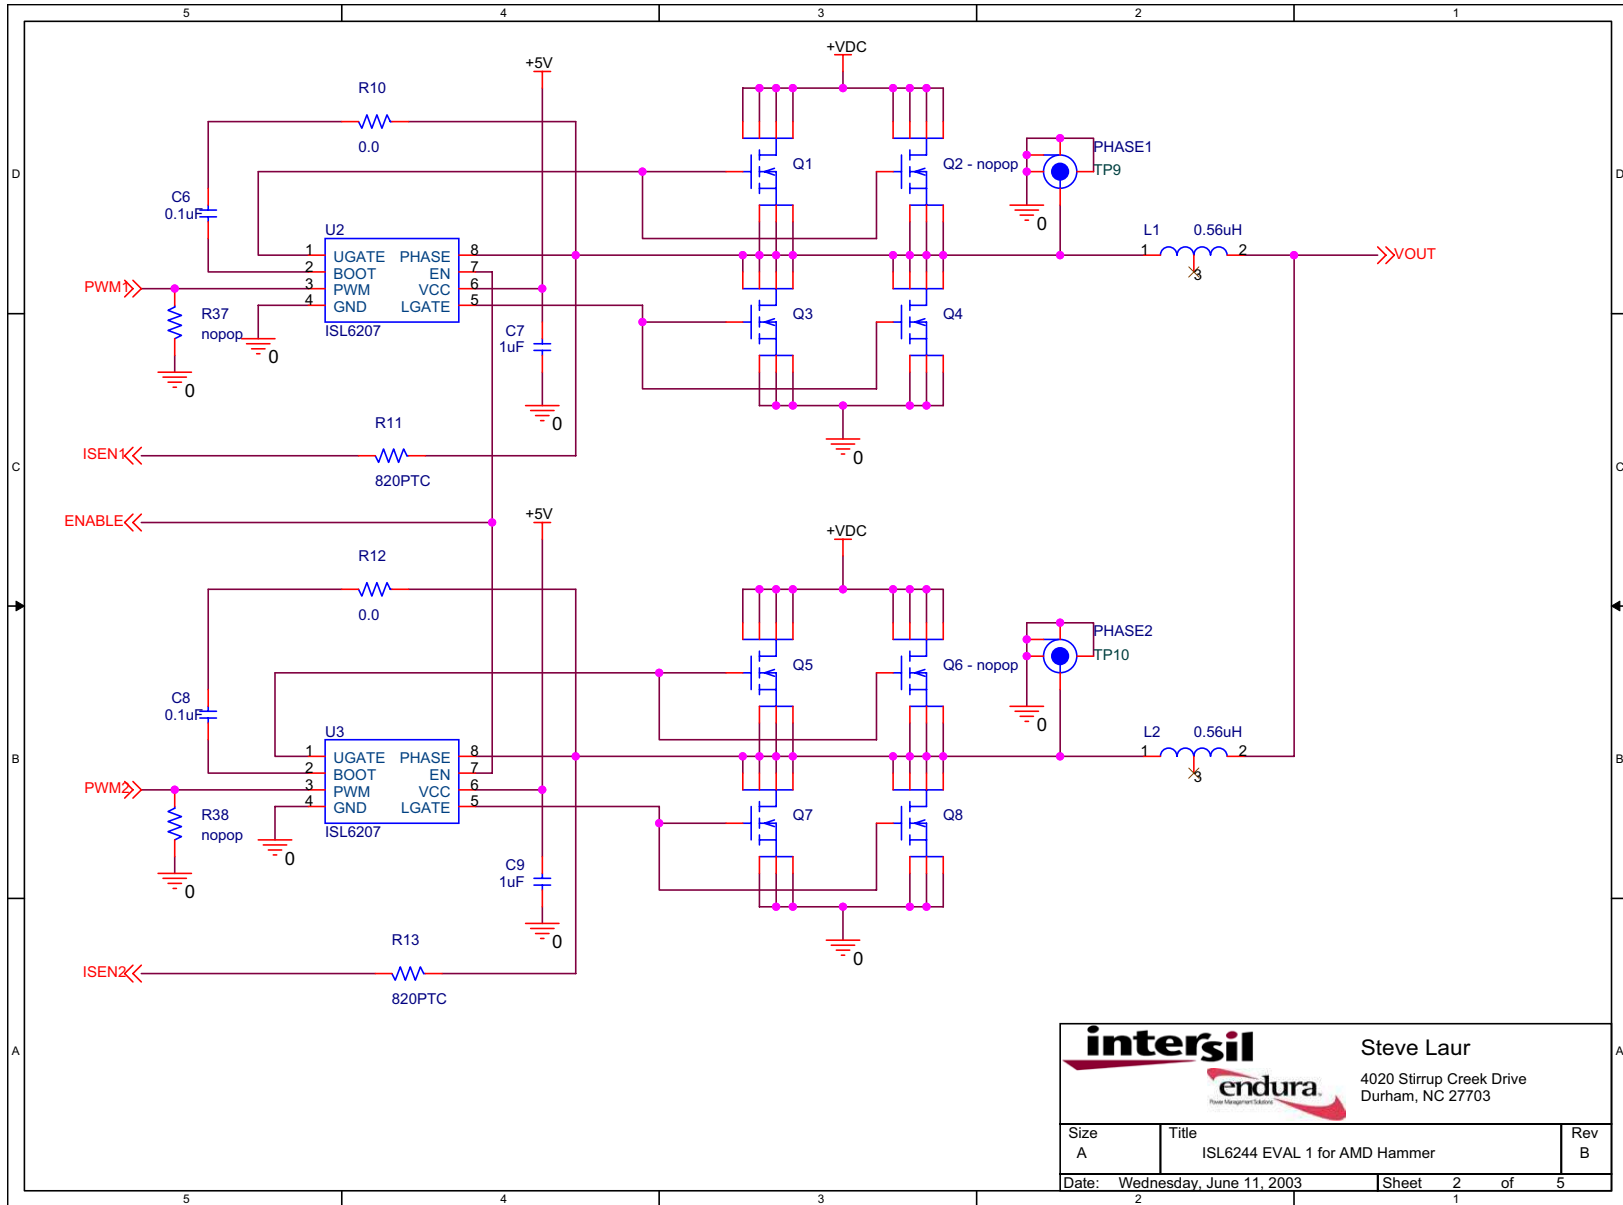 5 4 3 2 1
+VDC
+5V
R10
0.0
PHASE1
TP9
Q1
Q2 - nopop
D D
C6
0.1uF
0
U2
L1 0.56uH
1 UGATE PHASE 8
2 BOOT EN 7
3 PWM VCC 6
4 GND LGATE 5
ISL6207
1 2
3
VOUT
PWM1
R37
nopop
0
0
Q3
Q4
C7
1uF
0
0
R11
820PTC
ISEN1
C C
ENABLE
+5V
+VDC
R12
0.0
PHASE2
TP10
Q5
Q6 - nopop
C8
0.1uF
0
U3
L2 0.56uH
1 UGATE PHASE 8
2 BOOT EN 7
3 PWM VCC 6
4 GND LGATE 5
ISL6207
1 2
3
B B
PWM2
R38
nopop
0
0
Q7
Q8
C9
1uF
0
0
R13
820PTC
ISEN2
A A
intersil
endura
Power Management Solutions
Steve Laur
4020 Stirrup Creek Drive
Durham, NC 27703
Size Title Rev
A ISL6244 EVAL 1 for AMD Hammer B
Date: Wednesday, June 11, 2003 Sheet 2 of 5
5 4 3 2 1